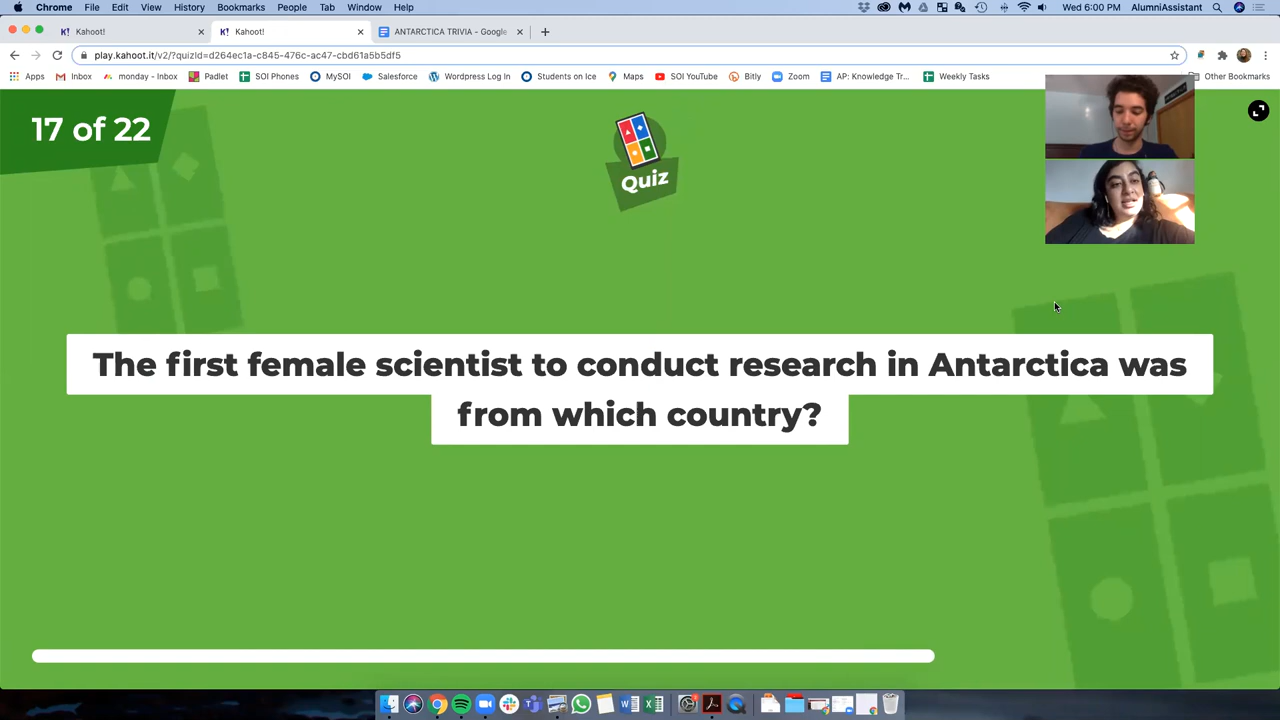 Chrome File Edit View History Bookmarks People Tab Window Help Wed 6:00 PM AlumniAssistant
Kahoot! Kahoot! ANTARCTICA TRIVIA - Google
play.kahoot.it/v2/?quizId=d264ec1a-c845-476c-ac47-cbd61a5b5df5
Apps Inbox monday - Inbox Padlet SOI Phones MySOI Salesforce Wordpress Log In Students on Ice Maps SOI YouTube Bitly Zoom AP: Knowledge Tr... Weekly Tasks Other Bookmarks
17 of 22
Quiz
The first female scientist to conduct research in Antarctica was
from which country?